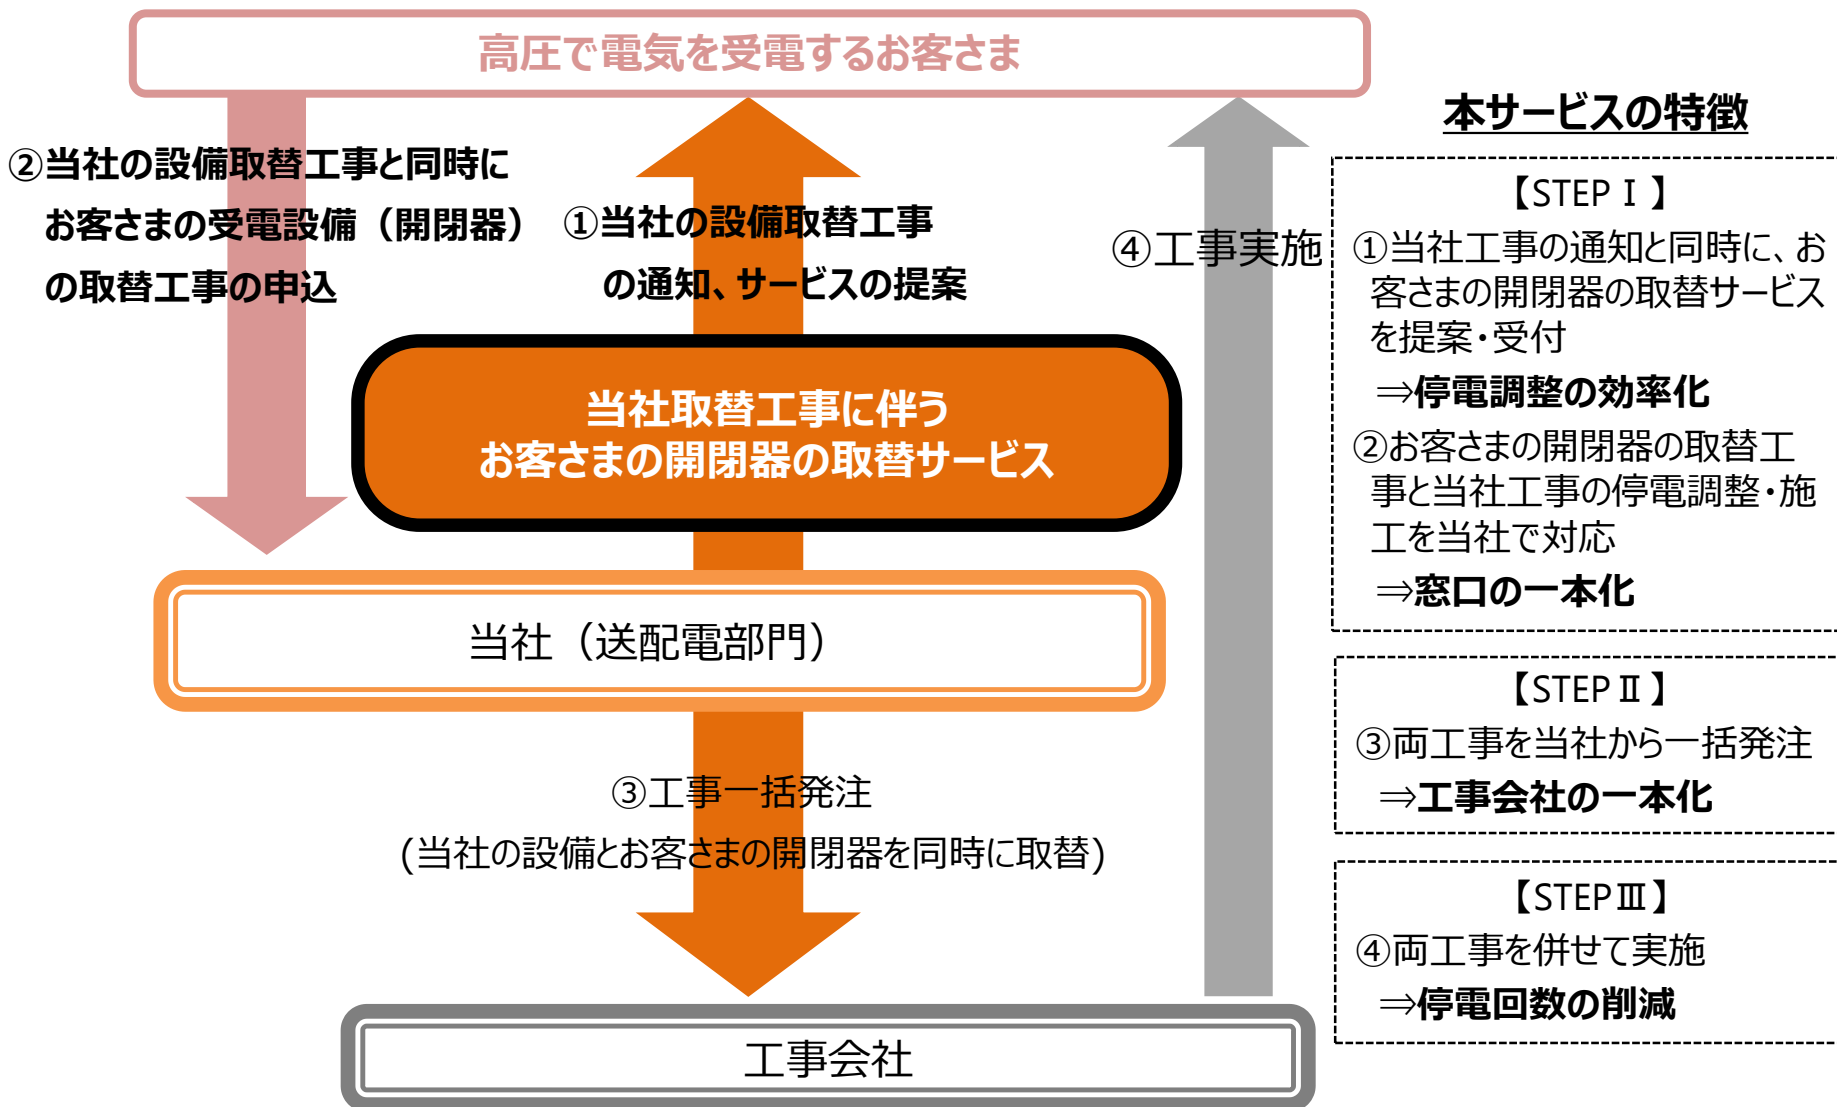 高圧で電気を受電するお客さま
②当社の設備取替工事と同時に
お客さまの受電設備（開閉器）
の取替工事の申込
①当社の設備取替工事
の通知、サービスの提案
④工事実施
当社取替工事に伴う
お客さまの開閉器の取替サービス
当社（送配電部門）
③工事一括発注
(当社の設備とお客さまの開閉器を同時に取替)
工事会社
本サービスの特徴
【STEPⅠ】
①当社工事の通知と同時に、お
客さまの開閉器の取替サービス
を提案・受付
⇒停電調整の効率化
②お客さまの開閉器の取替工
事と当社工事の停電調整・施
工を当社で対応
⇒窓口の一本化
【STEPⅡ】
③両工事を当社から一括発注
⇒工事会社の一本化
【STEPⅢ】
④両工事を併せて実施
⇒停電回数の削減